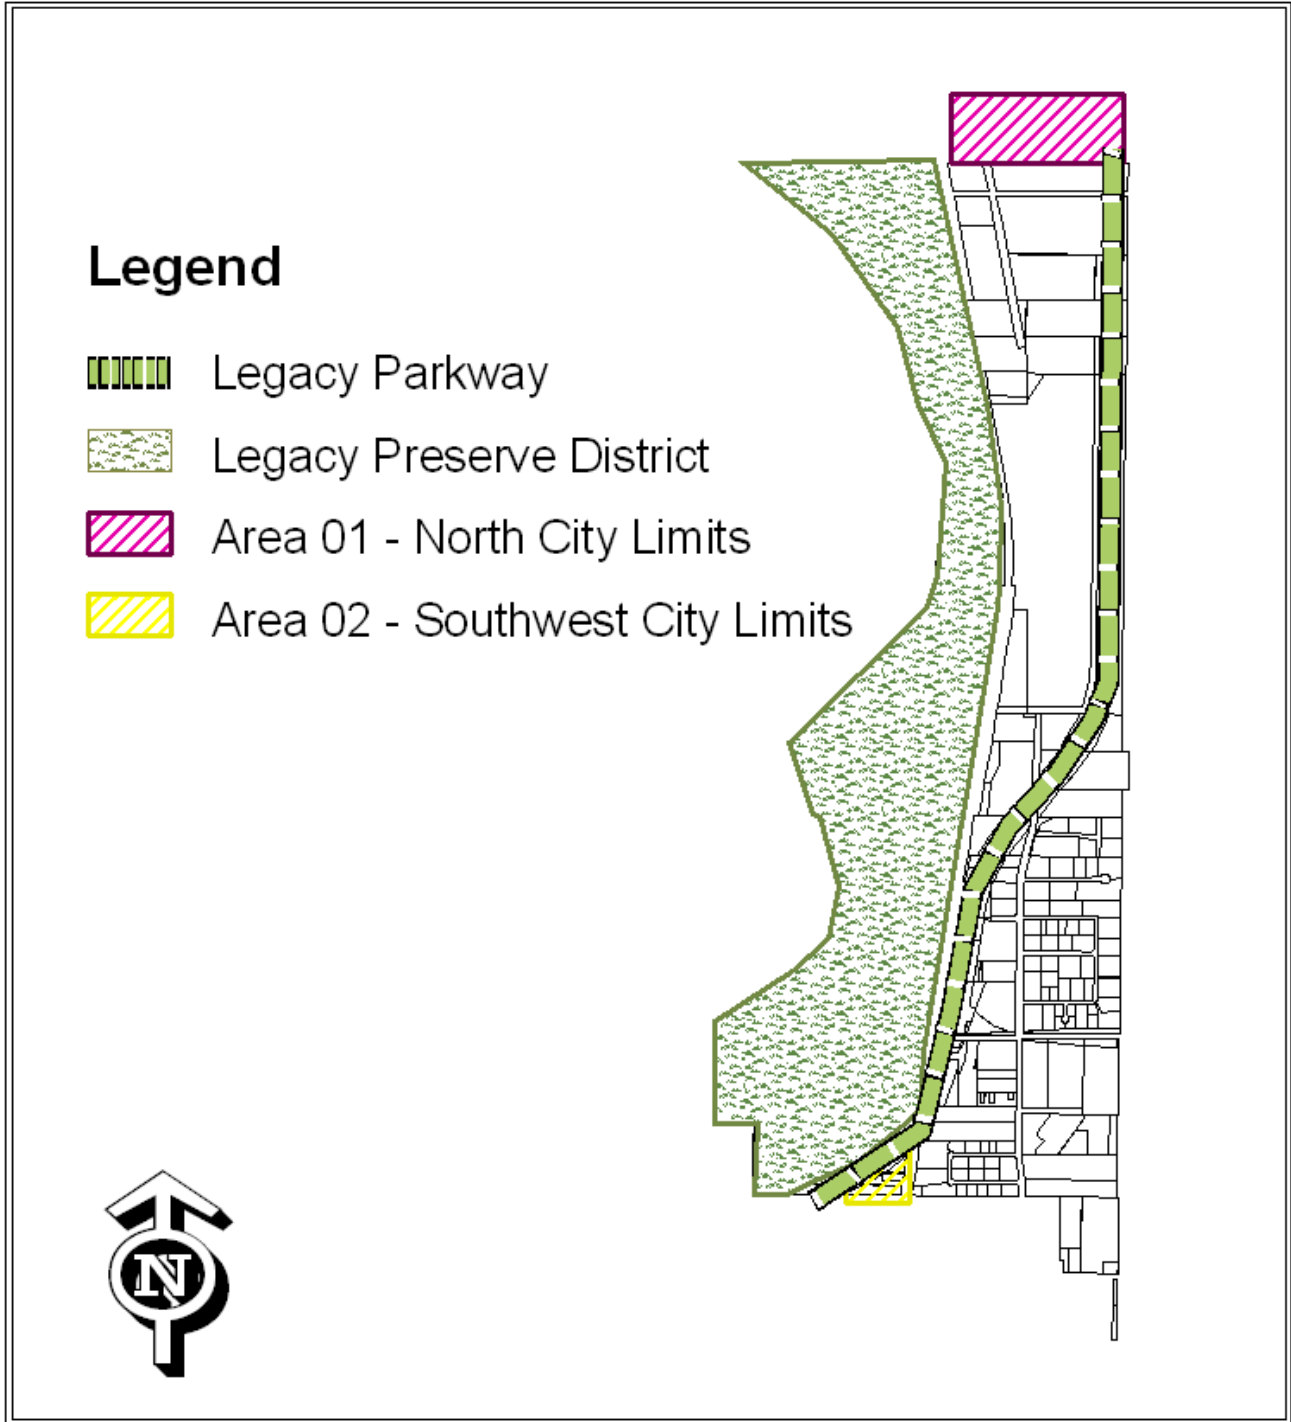 Legend
Legacy Parkway
Legacy Preserve District
Area 01 - North City Limits
Area 02 - Southwest City Limits
N